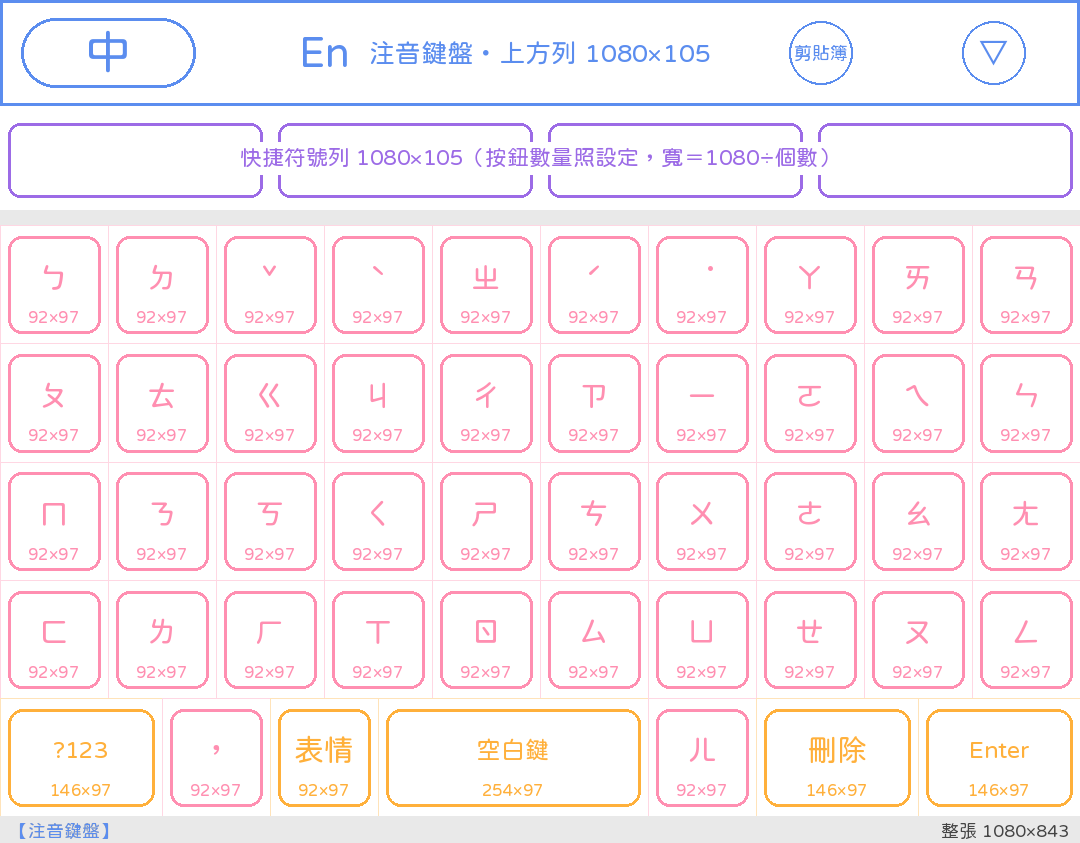 中 En 注音鍵盤・上方列 1080×105 剪貼簿 ▽
快捷符號列 1080×105（按鈕數量照設定，寬＝1080÷個數）
ㄅ ㄉ ˇ ˋ ㄓ ˊ ˙ ㄚ ㄞ ㄢ
92×97 92×97 92×97 92×97 92×97 92×97 92×97 92×97 92×97 92×97
ㄆ ㄊ ㄍ ㄐ ㄔ ㄗ ㄧ ㄛ ㄟ ㄣ
92×97 92×97 92×97 92×97 92×97 92×97 92×97 92×97 92×97 92×97
ㄇ ㄋ ㄎ ㄑ ㄕ ㄘ ㄨ ㄜ ㄠ ㄤ
92×97 92×97 92×97 92×97 92×97 92×97 92×97 92×97 92×97 92×97
ㄈ ㄌ ㄏ ㄒ ㄖ ㄙ ㄩ ㄝ ㄡ ㄥ
92×97 92×97 92×97 92×97 92×97 92×97 92×97 92×97 92×97 92×97
?123 ， 表情 空白鍵 ㄦ 刪除 Enter
146×97 92×97 92×97 254×97 92×97 146×97 146×97
【注音鍵盤】 整張 1080×843